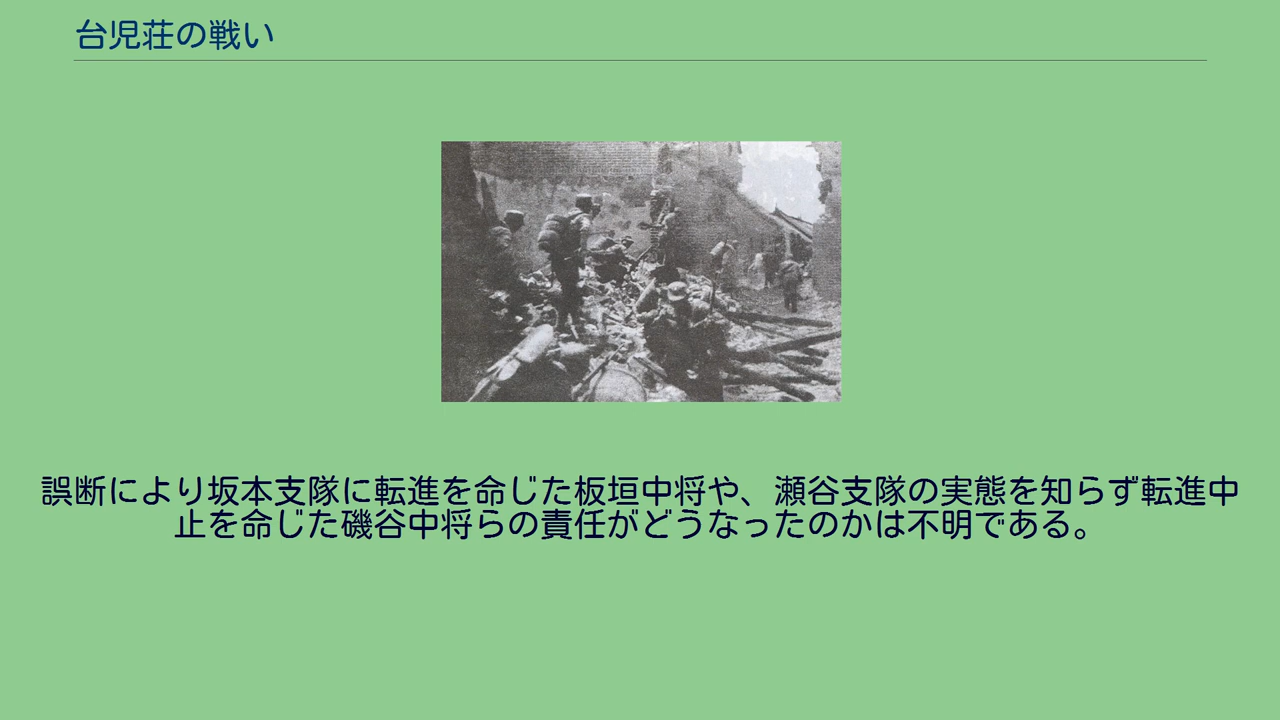 台児荘の戦い
誤断により坂本支隊に転進を命じた板垣中将や、瀬谷支隊の実態を知らず転進中
止を命じた磯谷中将らの責任がどうなったのかは不明である。